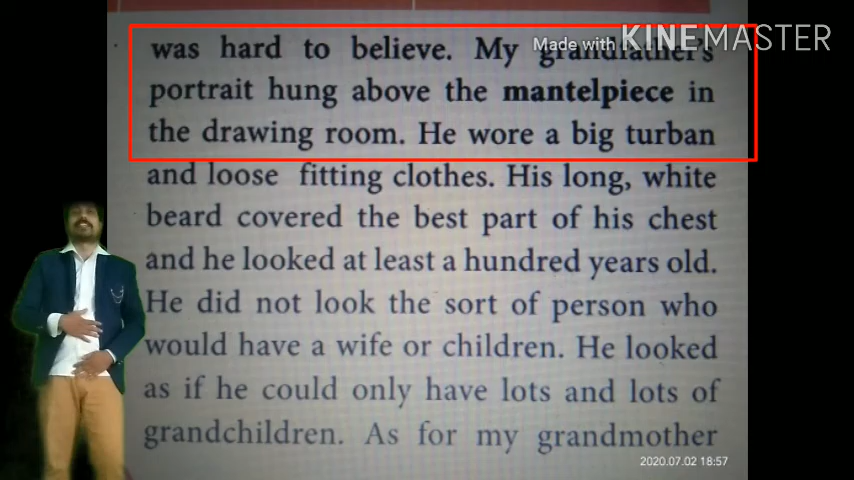 was hard to believe. My grandfather's
portrait hung above the mantelpiece in
the drawing room. He wore a big turban
and loose fitting clothes. His long, white
beard covered the best part of his chest
and he looked at least a hundred years old.
He did not look the sort of person who
would have a wife or children. He looked
as if he could only have lots and lots of
grandchildren. As for my grandmother
Made with KINEMASTER
2020.07.02 18:57